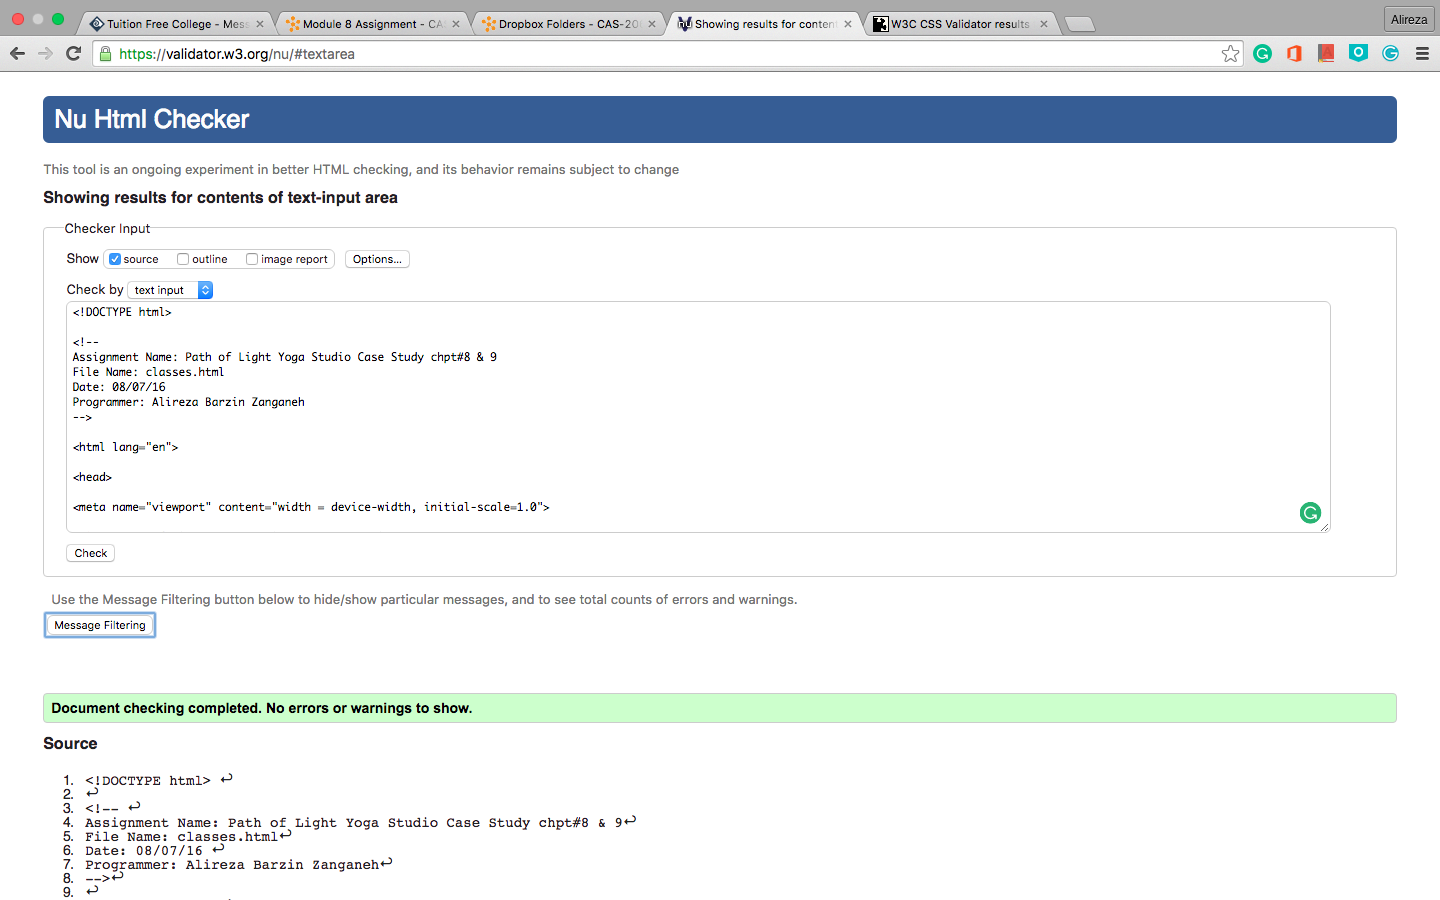 Tuition Free College - Mess
Module 8 Assignment - CAS
Dropbox Folders - CAS-206
Showing results for content
W3C CSS Validator results
Alireza
https://validator.w3.org/nu/#textarea
Nu Html Checker
This tool is an ongoing experiment in better HTML checking, and its behavior remains subject to change
Showing results for contents of text-input area
Checker Input
Show source outline image report Options...
Check by text input
<!DOCTYPE html>
<!--
Assignment Name: Path of Light Yoga Studio Case Study chpt#8 & 9
File Name: classes.html
Date: 08/07/16
Programmer: Alireza Barzin Zanganeh
-->
<html lang="en">
<head>
<meta name="viewport" content="width = device-width, initial-scale=1.0">
Check
Use the Message Filtering button below to hide/show particular messages, and to see total counts of errors and warnings.
Message Filtering
Document checking completed. No errors or warnings to show.
Source
1. <!DOCTYPE html> ↩
2. ↩
3. <!-- ↩
4. Assignment Name: Path of Light Yoga Studio Case Study chpt#8 & 9↩
5. File Name: classes.html↩
6. Date: 08/07/16 ↩
7. Programmer: Alireza Barzin Zanganeh↩
8. -->↩
9. ↩